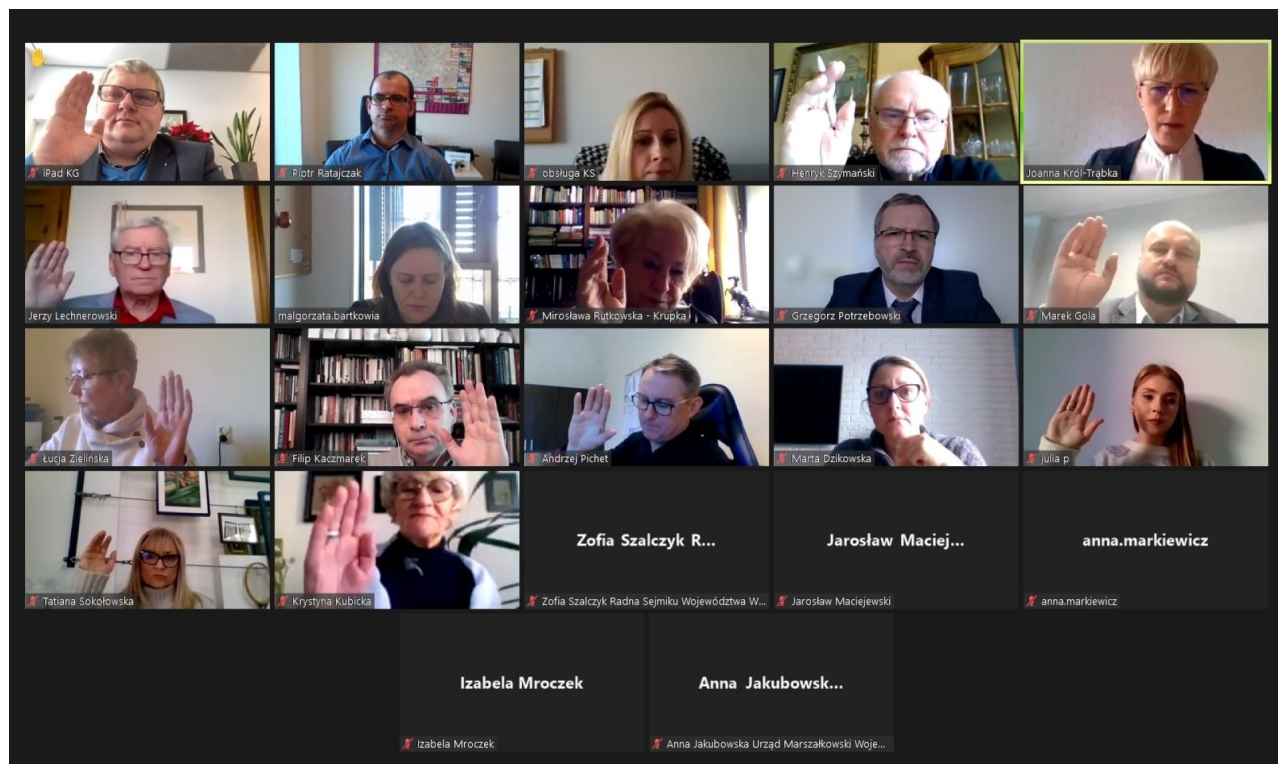 iPad KG
Piotr Ratajczak
obsługa KS
Henryk Szymański
Joanna Król-Trąbka
Jerzy Lechnerowski
malgorzata.bartkowia
Mirosława Rutkowska - Krupka
Grzegorz Potrzebowski
Marek Gola
Łucja Zielińska
Filip Kaczmarek
Andrzej Pichet
Marta Dzikowska
julia p
Tatiana Sokołowska
Krystyna Kubicka
Zofia Szalczyk R...
Zofia Szalczyk Radna Sejmiku Województwa W...
Jarosław Maciej...
Jarosław Maciejewski
anna.markiewicz
anna.markiewicz
Izabela Mroczek
Izabela Mroczek
Anna Jakubowsk...
Anna Jakubowska Urząd Marszałkowski Woje...